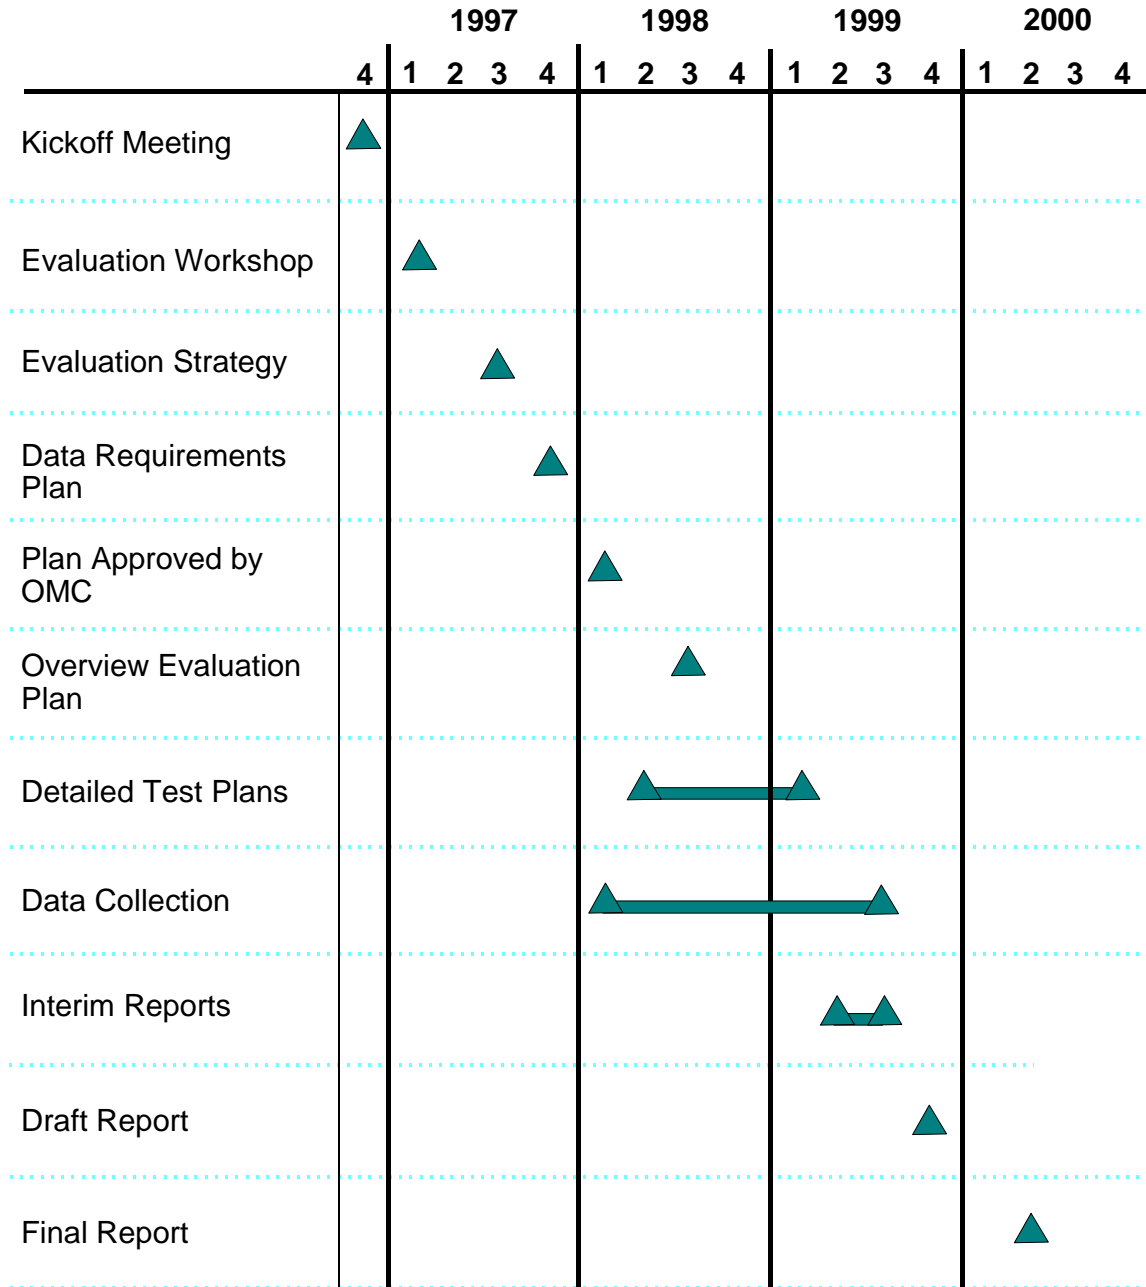 1997 1998 1999 2000
4 1 2 3 4 1 2 3 4 1 2 3 4 1 2 3 4
Kickoff Meeting
Evaluation Workshop
Evaluation Strategy
Data Requirements
Plan
Plan Approved by
OMC
Overview Evaluation
Plan
Detailed Test Plans
Data Collection
Interim Reports
Draft Report
Final Report